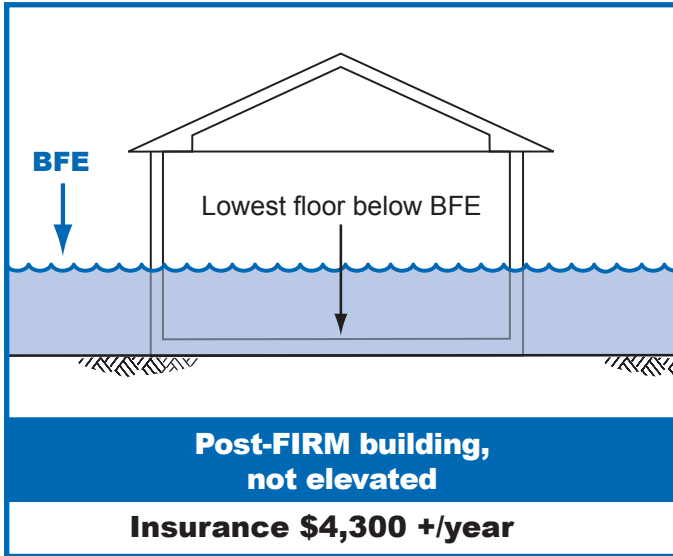 BFE
Lowest floor below BFE
Post-FIRM building,
not elevated
Insurance $4,300 +/year